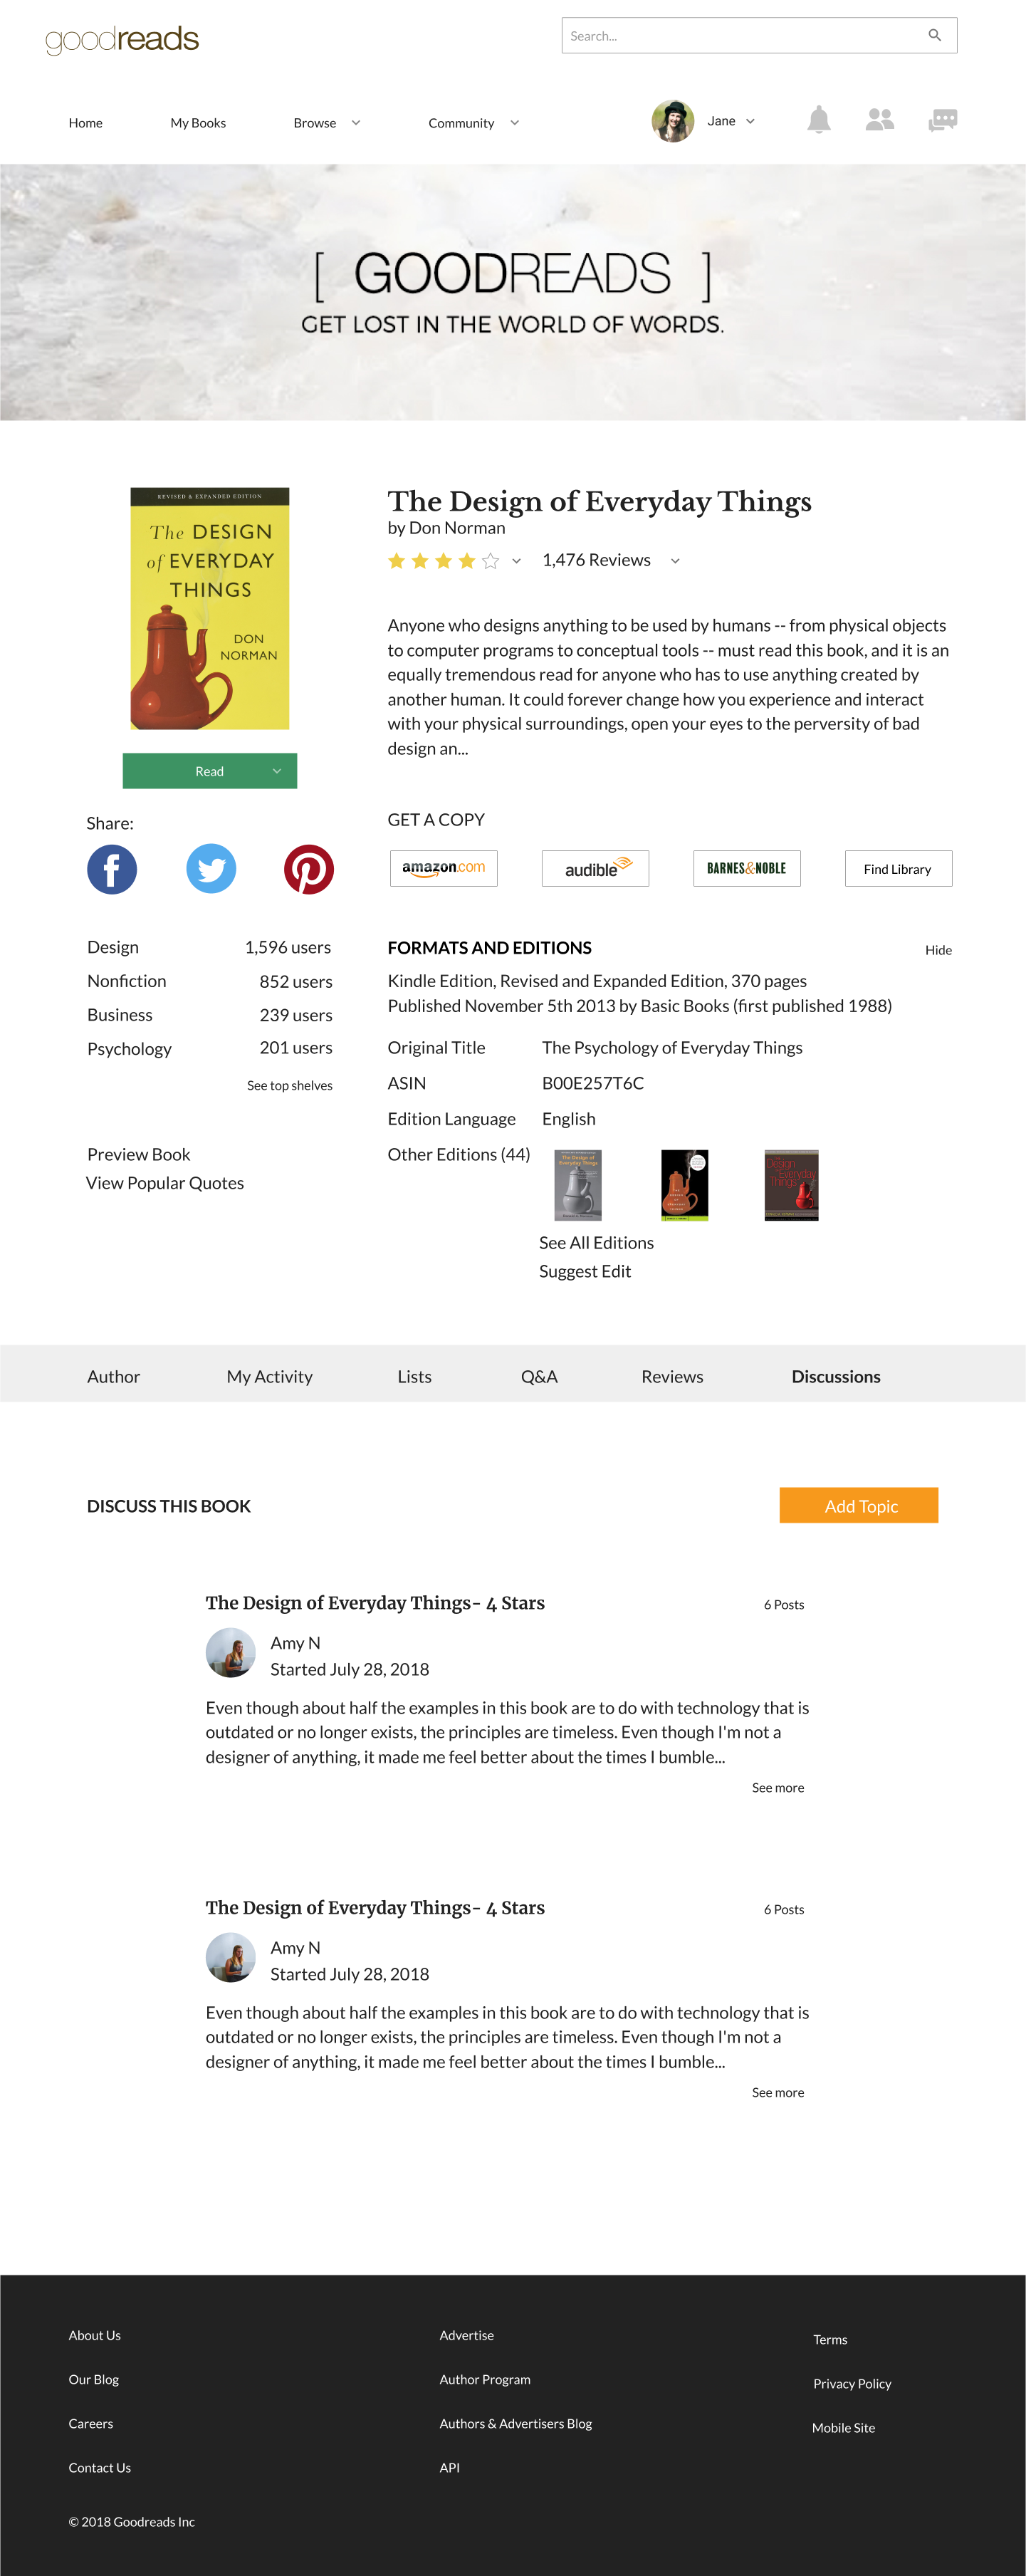 goodreads
Search...
Home
My Books
Browse
Community
Jane
[ GOODREADS ]
GET LOST IN THE WORLD OF WORDS.
REVISED & EXPANDED EDITION
The DESIGN
of EVERYDAY
THINGS
DON
NORMAN
Read
Share:
Design 1,596 users
Nonfiction 852 users
Business 239 users
Psychology 201 users
See top shelves
Preview Book
View Popular Quotes
The Design of Everyday Things
by Don Norman
1,476 Reviews
Anyone who designs anything to be used by humans -- from physical objects
to computer programs to conceptual tools -- must read this book, and it is an
equally tremendous read for anyone who has to use anything created by
another human. It could forever change how you experience and interact
with your physical surroundings, open your eyes to the perversity of bad
design an...
GET A COPY
amazon.com
audible
BARNES&NOBLE
Find Library
FORMATS AND EDITIONS
Hide
Kindle Edition, Revised and Expanded Edition, 370 pages
Published November 5th 2013 by Basic Books (first published 1988)
Original Title The Psychology of Everyday Things
ASIN B00E257T6C
Edition Language English
Other Editions (44)
The Design of
Everyday Things
Design
Everyday
Things
See All Editions
Suggest Edit
Author
My Activity
Lists
Q&A
Reviews
Discussions
DISCUSS THIS BOOK
Add Topic
The Design of Everyday Things- 4 Stars
6 Posts
Amy N
Started July 28, 2018
Even though about half the examples in this book are to do with technology that is
outdated or no longer exists, the principles are timeless. Even though I'm not a
designer of anything, it made me feel better about the times I bumble...
See more
The Design of Everyday Things- 4 Stars
6 Posts
Amy N
Started July 28, 2018
Even though about half the examples in this book are to do with technology that is
outdated or no longer exists, the principles are timeless. Even though I'm not a
designer of anything, it made me feel better about the times I bumble...
See more
About Us
Our Blog
Careers
Contact Us
© 2018 Goodreads Inc
Advertise
Author Program
Authors & Advertisers Blog
API
Terms
Privacy Policy
Mobile Site